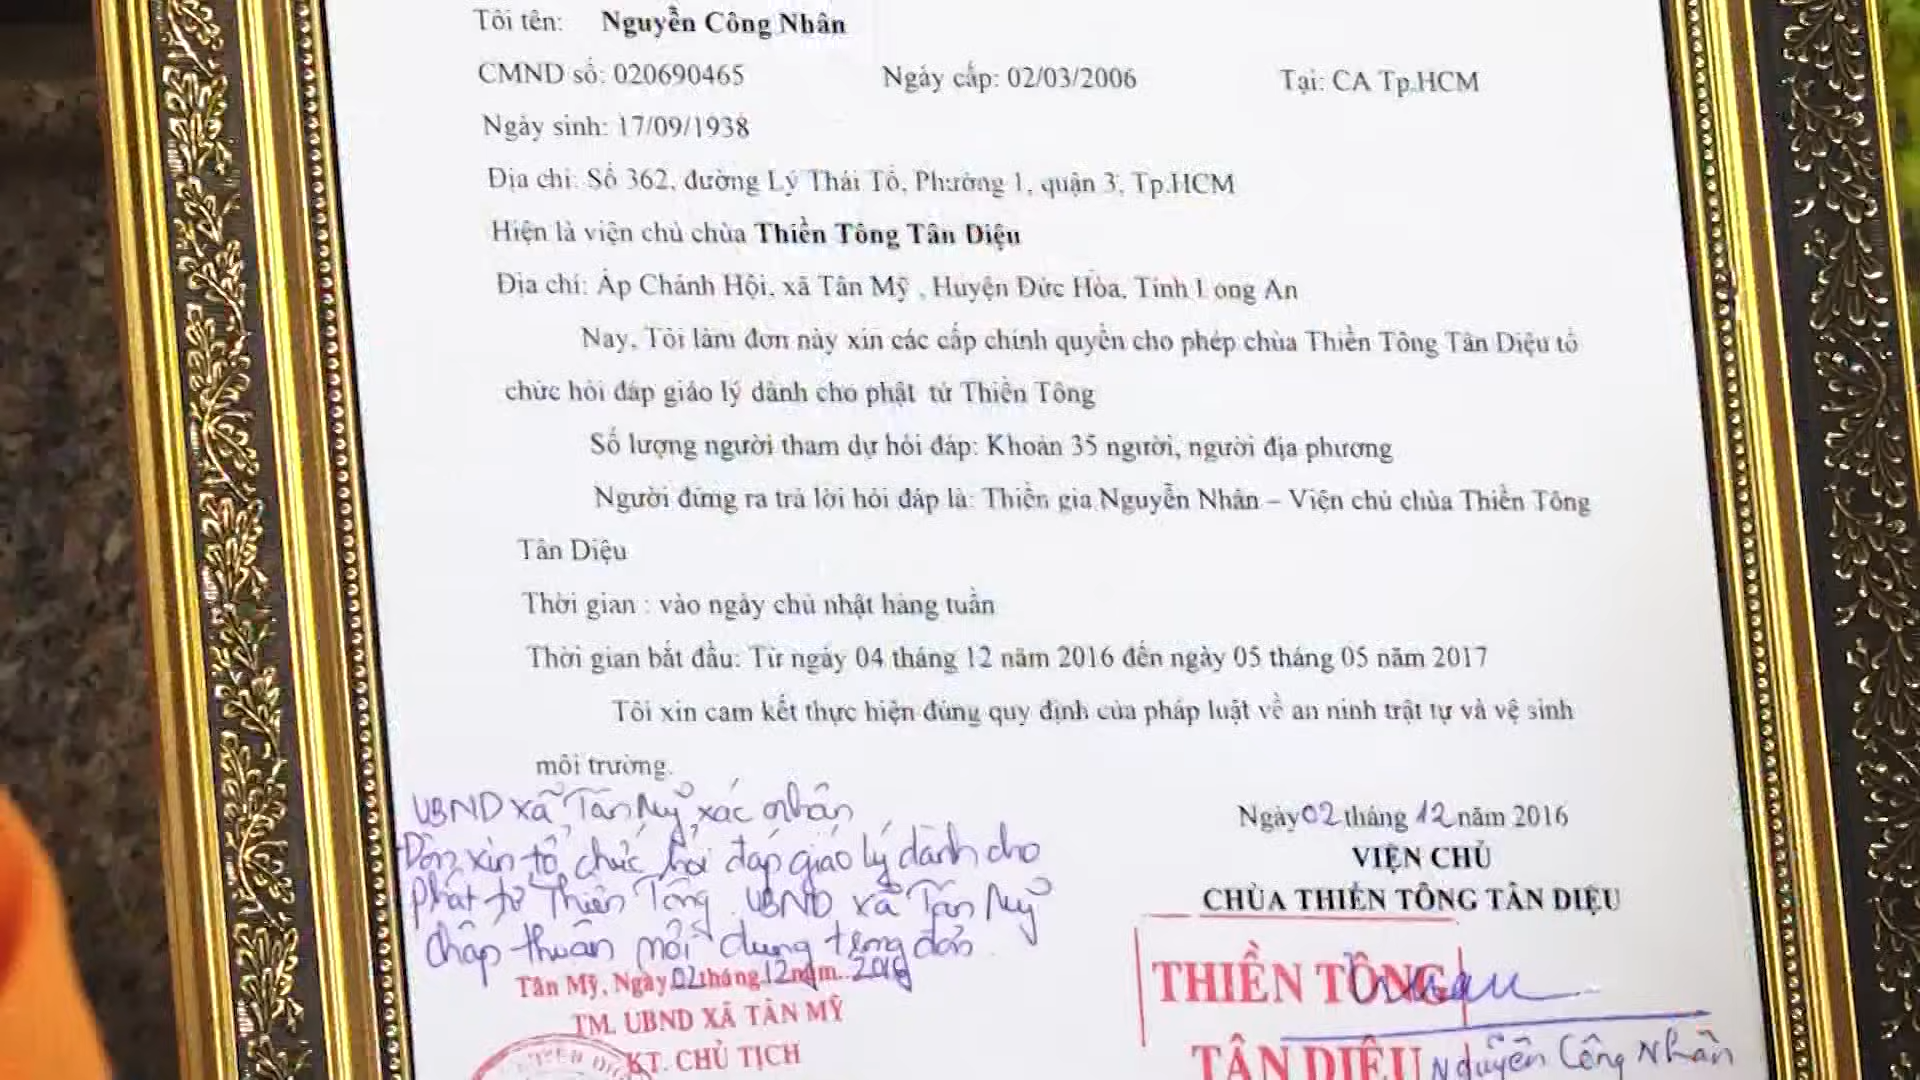 Tôi tên: Nguyễn Công Nhân
CMND số: 020690465 Ngày cấp: 02/03/2006 Tại: CA Tp.HCM
Ngày sinh: 17/09/1938
Địa chỉ: Số 362, đường Lý Thái Tổ, Phường 1, quận 3, Tp.HCM
Hiện là viện chủ chùa Thiền Tông Tân Diệu
Địa chỉ: Ấp Chánh Hội, xã Tân Mỹ , Huyện Đức Hòa, Tỉnh Long An
Nay, Tôi làm đơn này xin các cấp chính quyền cho phép chùa Thiền Tông Tân Diệu tổ
chức hỏi đáp giáo lý dành cho phật tử Thiền Tông
Số lượng người tham dự hỏi đáp: Khoản 35 người, người địa phương
Người đứng ra trả lời hỏi đáp là: Thiền gia Nguyễn Nhân – Viện chủ chùa Thiền Tông
Tân Diệu
Thời gian : vào ngày chủ nhật hàng tuần
Thời gian bắt đầu: Từ ngày 04 tháng 12 năm 2016 đến ngày 05 tháng 05 năm 2017
Tôi xin cam kết thực hiện đúng quy định của pháp luật về an ninh trật tự và vệ sinh
môi trường.
UBND xã Tân Mỹ xác nhận
Đơn xin tổ chức hỏi đáp giáo lý dành cho
phật tử Thiền Tông. UBND xã Tân Mỹ
chấp thuận nội dung trong đơn.
Tân Mỹ, Ngày 02 tháng 12 năm 2016
TM. UBND XÃ TÂN MỸ
KT. CHỦ TỊCH
Ngày 02 tháng 12 năm 2016
VIỆN CHỦ
CHÙA THIỀN TÔNG TÂN DIỆU
THIỀN TÔNG
TÂN DIỆU
Nguyễn Công Nhân